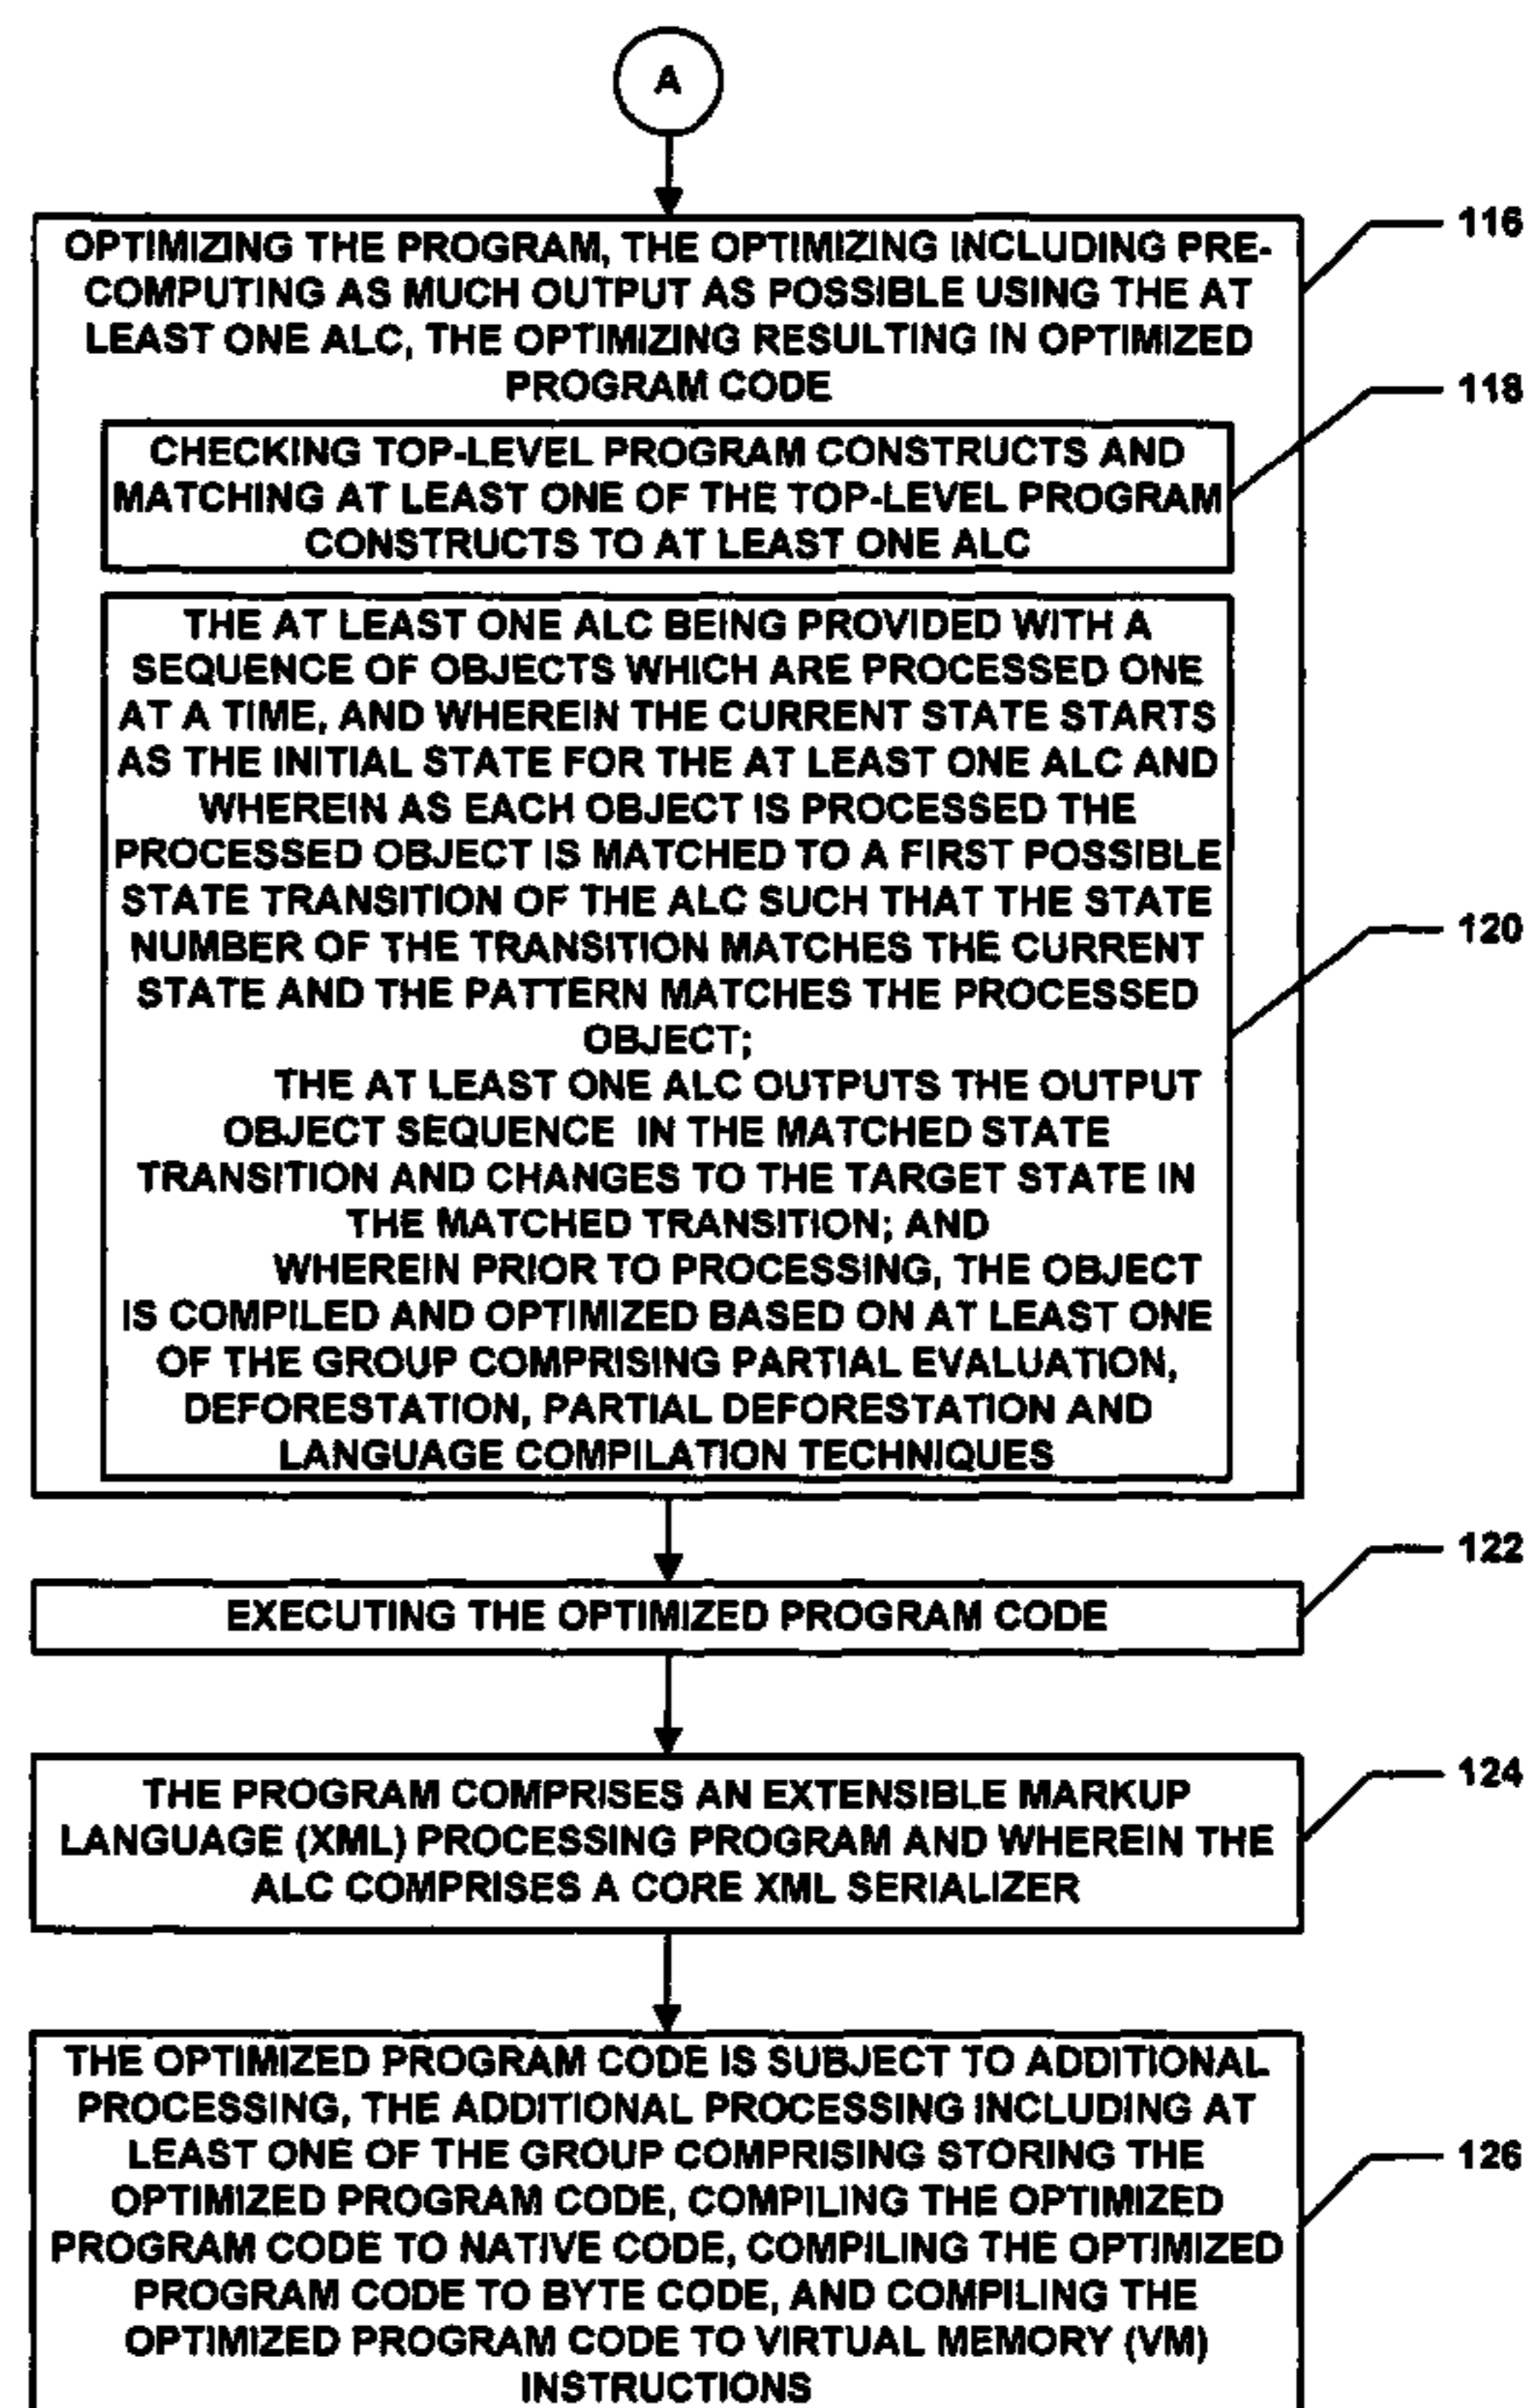 A
116
OPTIMIZING THE PROGRAM, THE OPTIMIZING INCLUDING PRE-
COMPUTING AS MUCH OUTPUT AS POSSIBLE USING THE AT
LEAST ONE ALC, THE OPTIMIZING RESULTING IN OPTIMIZED
PROGRAM CODE
118
CHECKING TOP-LEVEL PROGRAM CONSTRUCTS AND
MATCHING AT LEAST ONE OF THE TOP-LEVEL PROGRAM
CONSTRUCTS TO AT LEAST ONE ALC
THE AT LEAST ONE ALC BEING PROVIDED WITH A
SEQUENCE OF OBJECTS WHICH ARE PROCESSED ONE
AT A TIME, AND WHEREIN THE CURRENT STATE STARTS
AS THE INITIAL STATE FOR THE AT LEAST ONE ALC AND
WHEREIN AS EACH OBJECT IS PROCESSED THE
PROCESSED OBJECT IS MATCHED TO A FIRST POSSIBLE
STATE TRANSITION OF THE ALC SUCH THAT THE STATE
NUMBER OF THE TRANSITION MATCHES THE CURRENT
STATE AND THE PATTERN MATCHES THE PROCESSED
OBJECT;
THE AT LEAST ONE ALC OUTPUTS THE OUTPUT
OBJECT SEQUENCE IN THE MATCHED STATE
TRANSITION AND CHANGES TO THE TARGET STATE IN
THE MATCHED TRANSITION; AND
WHEREIN PRIOR TO PROCESSING, THE OBJECT
IS COMPILED AND OPTIMIZED BASED ON AT LEAST ONE
OF THE GROUP COMPRISING PARTIAL EVALUATION,
DEFORESTATION, PARTIAL DEFORESTATION AND
LANGUAGE COMPILATION TECHNIQUES
120
122
EXECUTING THE OPTIMIZED PROGRAM CODE
124
THE PROGRAM COMPRISES AN EXTENSIBLE MARKUP
LANGUAGE (XML) PROCESSING PROGRAM AND WHEREIN THE
ALC COMPRISES A CORE XML SERIALIZER
THE OPTIMIZED PROGRAM CODE IS SUBJECT TO ADDITIONAL
PROCESSING, THE ADDITIONAL PROCESSING INCLUDING AT
LEAST ONE OF THE GROUP COMPRISING STORING THE
OPTIMIZED PROGRAM CODE, COMPILING THE OPTIMIZED
PROGRAM CODE TO NATIVE CODE, COMPILING THE OPTIMIZED
PROGRAM CODE TO BYTE CODE, AND COMPILING THE
OPTIMIZED PROGRAM CODE TO VIRTUAL MEMORY (VM)
INSTRUCTIONS
126